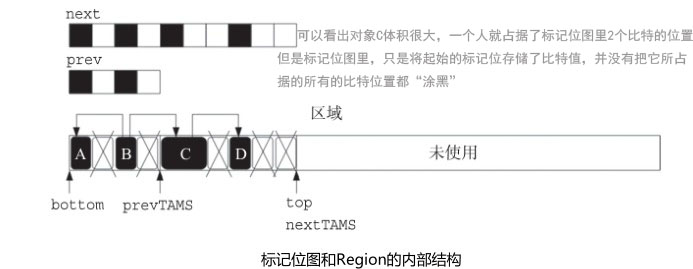 next
可以看出对象C体积很大，一个人就占据了标记位图里2个比特的位置
但是标记位图里，只是将起始的标记位存储了比特值，并没有把它所占
据的所有的比特位置都“涂黑”
prev
区域
A B C D 未使用
bottom prevTAMS top
nextTAMS
标记位图和Region的内部结构